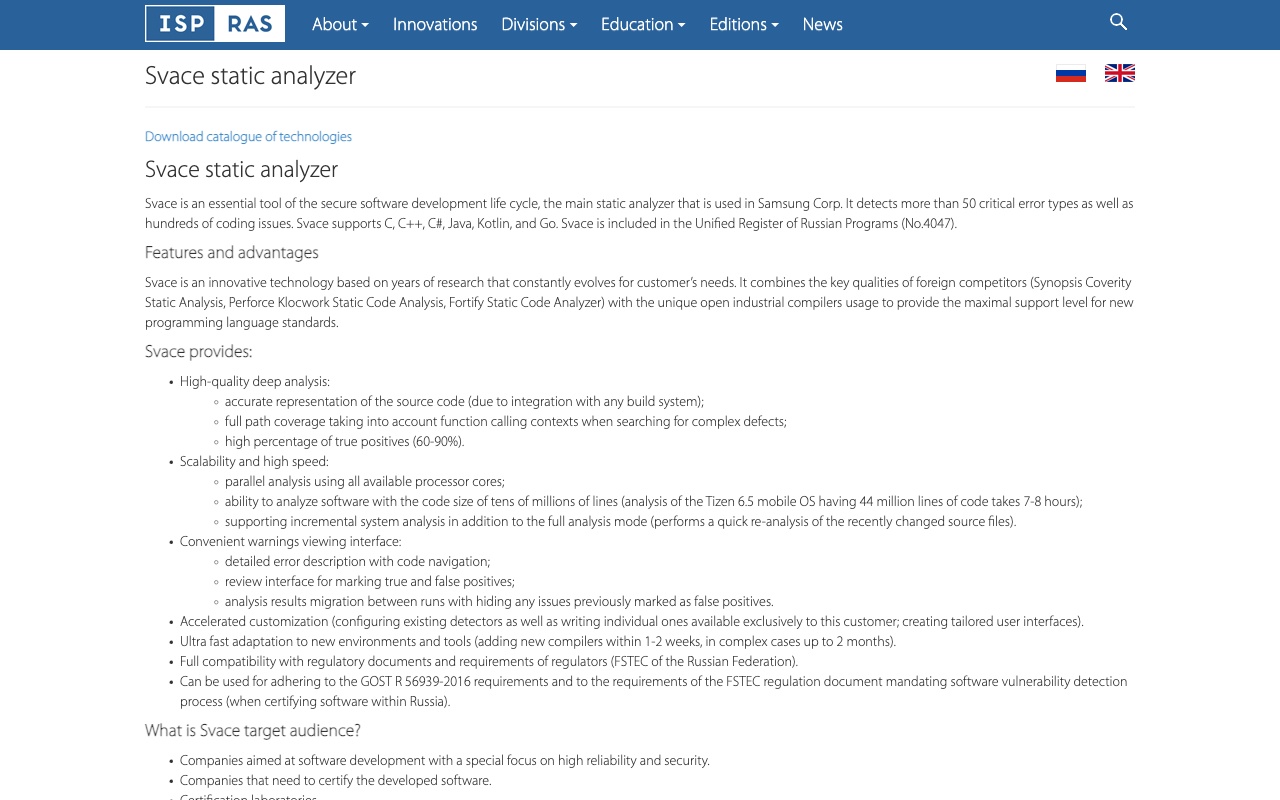 ISP RAS About Innovations Divisions Education Editions News
Svace static analyzer
Download catalogue of technologies
Svace static analyzer
Svace is an essential tool of the secure software development life cycle, the main static analyzer that is used in Samsung Corp. It detects more than 50 critical error types as well as
hundreds of coding issues. Svace supports C, C++, C#, Java, Kotlin, and Go. Svace is included in the Unified Register of Russian Programs (No.4047).
Features and advantages
Svace is an innovative technology based on years of research that constantly evolves for customer's needs. It combines the key qualities of foreign competitors (Synopsis Coverity
Static Analysis, Perforce Klocwork Static Code Analysis, Fortify Static Code Analyzer) with the unique open industrial compilers usage to provide the maximal support level for new
programming language standards.
Svace provides:
• High-quality deep analysis:
◦ accurate representation of the source code (due to integration with any build system);
◦ full path coverage taking into account function calling contexts when searching for complex defects;
◦ high percentage of true positives (60-90%).
• Scalability and high speed:
◦ parallel analysis using all available processor cores;
◦ ability to analyze software with the code size of tens of millions of lines (analysis of the Tizen 6.5 mobile OS having 44 million lines of code takes 7-8 hours);
◦ supporting incremental system analysis in addition to the full analysis mode (performs a quick re-analysis of the recently changed source files).
• Convenient warnings viewing interface:
◦ detailed error description with code navigation;
◦ review interface for marking true and false positives;
◦ analysis results migration between runs with hiding any issues previously marked as false positives.
• Accelerated customization (configuring existing detectors as well as writing individual ones available exclusively to this customer; creating tailored user interfaces).
• Ultra fast adaptation to new environments and tools (adding new compilers within 1-2 weeks, in complex cases up to 2 months).
• Full compatibility with regulatory documents and requirements of regulators (FSTEC of the Russian Federation).
• Can be used for adhering to the GOST R 56939-2016 requirements and to the requirements of the FSTEC regulation document mandating software vulnerability detection
process (when certifying software within Russia).
What is Svace target audience?
• Companies aimed at software development with a special focus on high reliability and security.
• Companies that need to certify the developed software.
• Certification laboratories